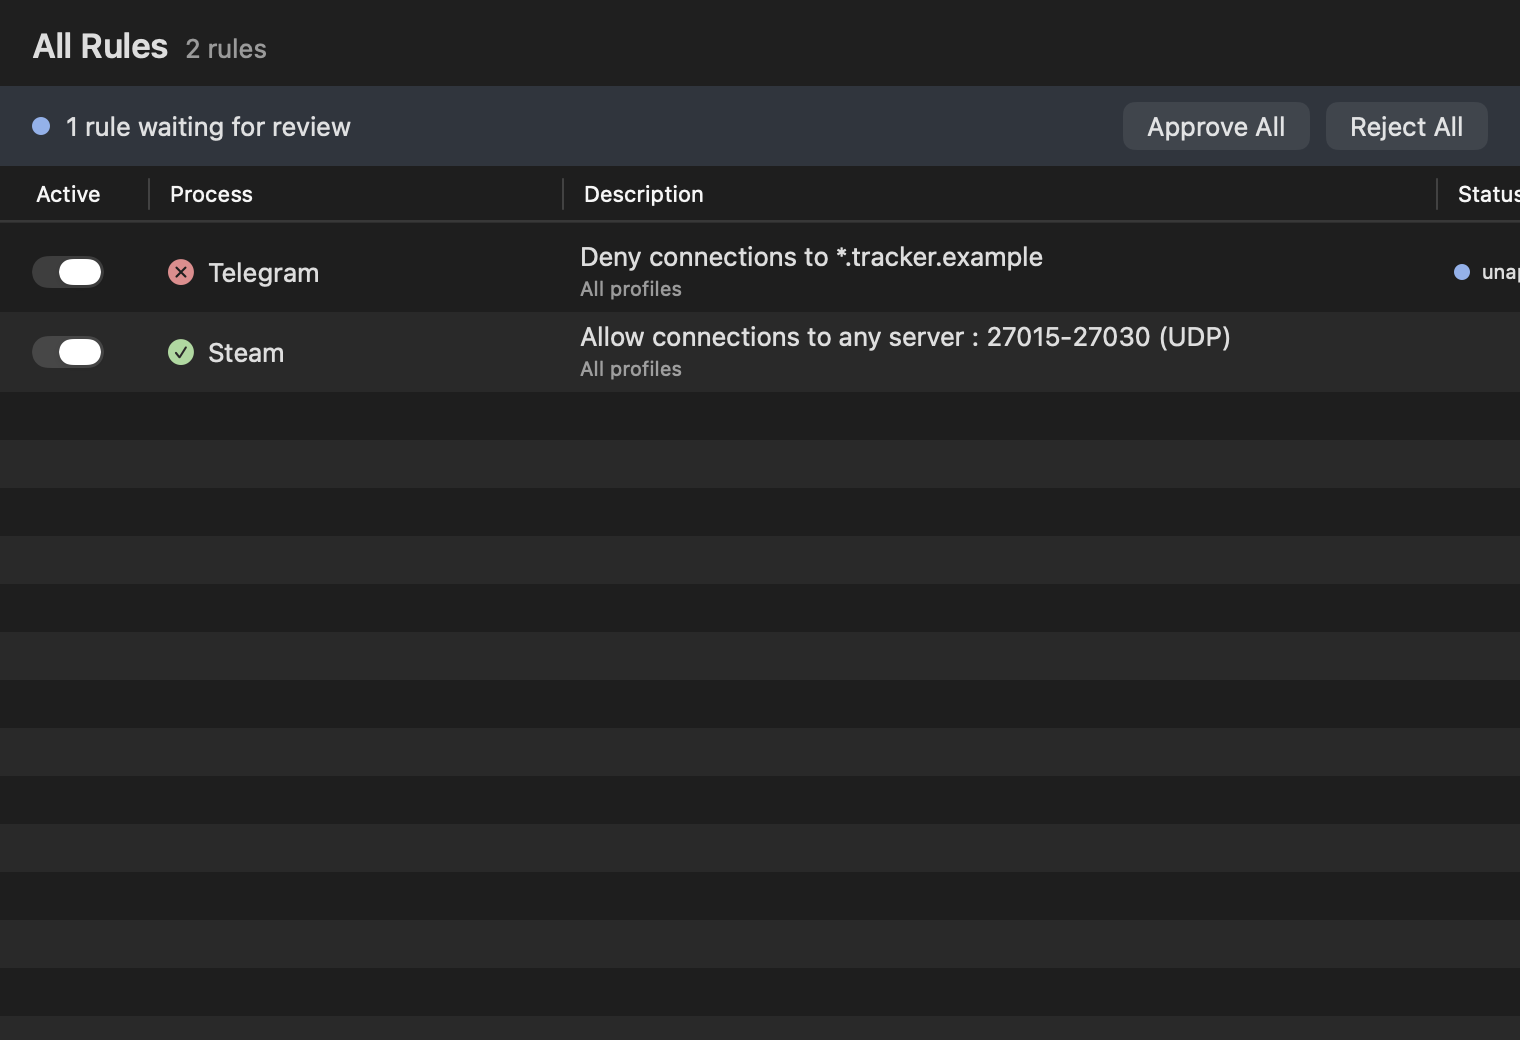 All Rules 2 rules
1 rule waiting for review
Approve All
Reject All
Active
Process
Description
Status
Telegram
Deny connections to *.tracker.example
All profiles
Steam
Allow connections to any server : 27015-27030 (UDP)
All profiles